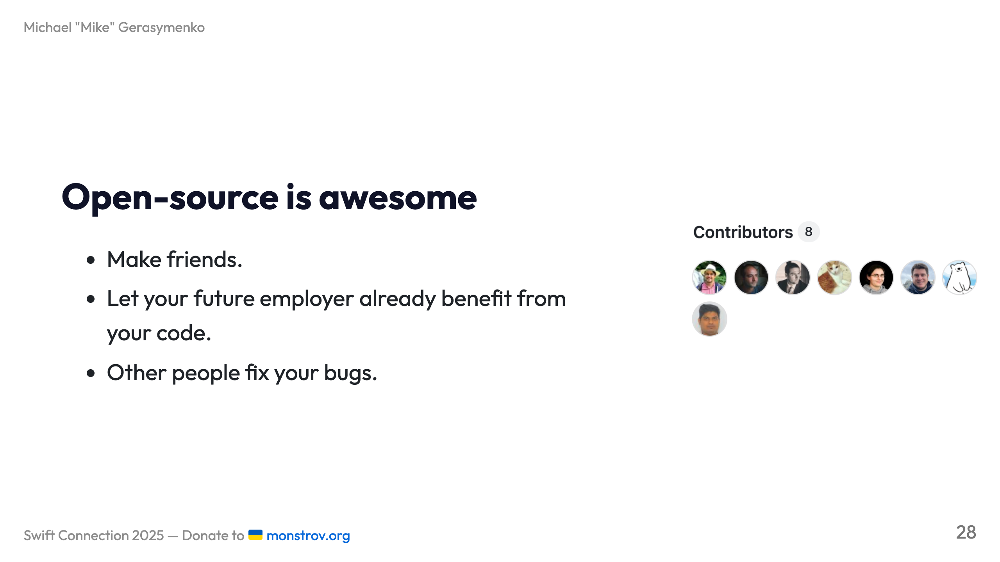 Michael "Mike" Gerasymenko
Open-source is awesome
• Make friends.
• Let your future employer already benefit from
your code.
• Other people fix your bugs.
Contributors 8
Swift Connection 2025 — Donate to 🇺🇦 monstrov.org
28